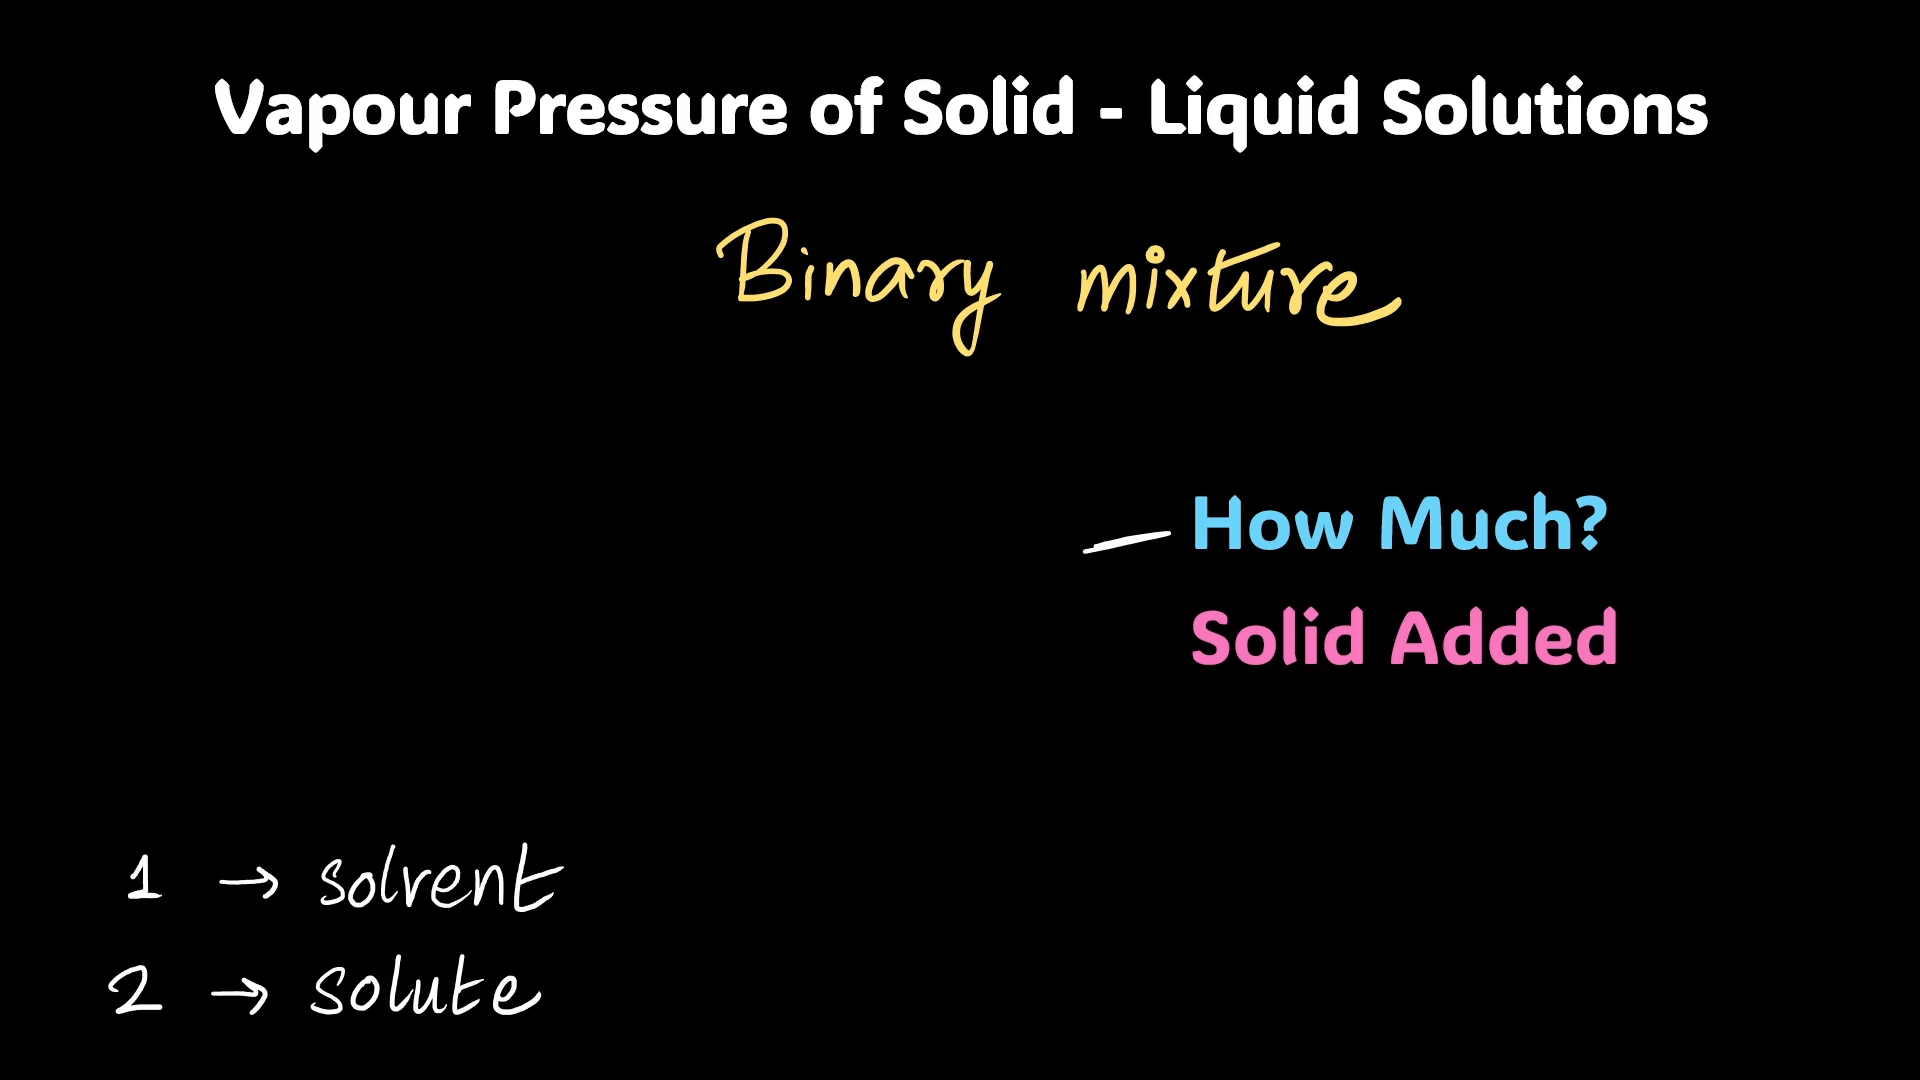 Vapour Pressure of Solid - Liquid Solutions
Binary mixture
How Much?
Solid Added
1 → solvent
2 → solute